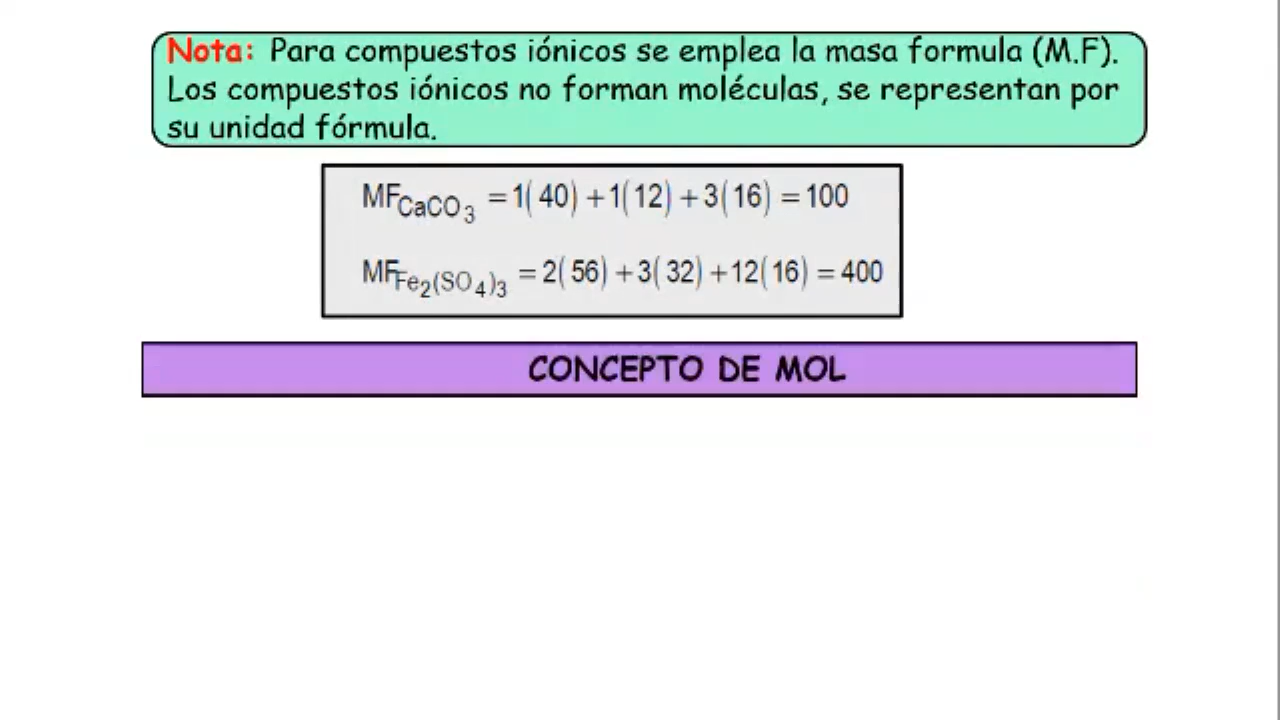 Nota: Para compuestos iónicos se emplea la masa formula (M.F).
Los compuestos iónicos no forman moléculas, se representan por
su unidad fórmula.
MF CaCO₃ = 1(40) + 1(12) + 3(16) = 100
MF Fe₂(SO₄)₃ = 2(56) + 3(32) + 12(16) = 400
CONCEPTO DE MOL